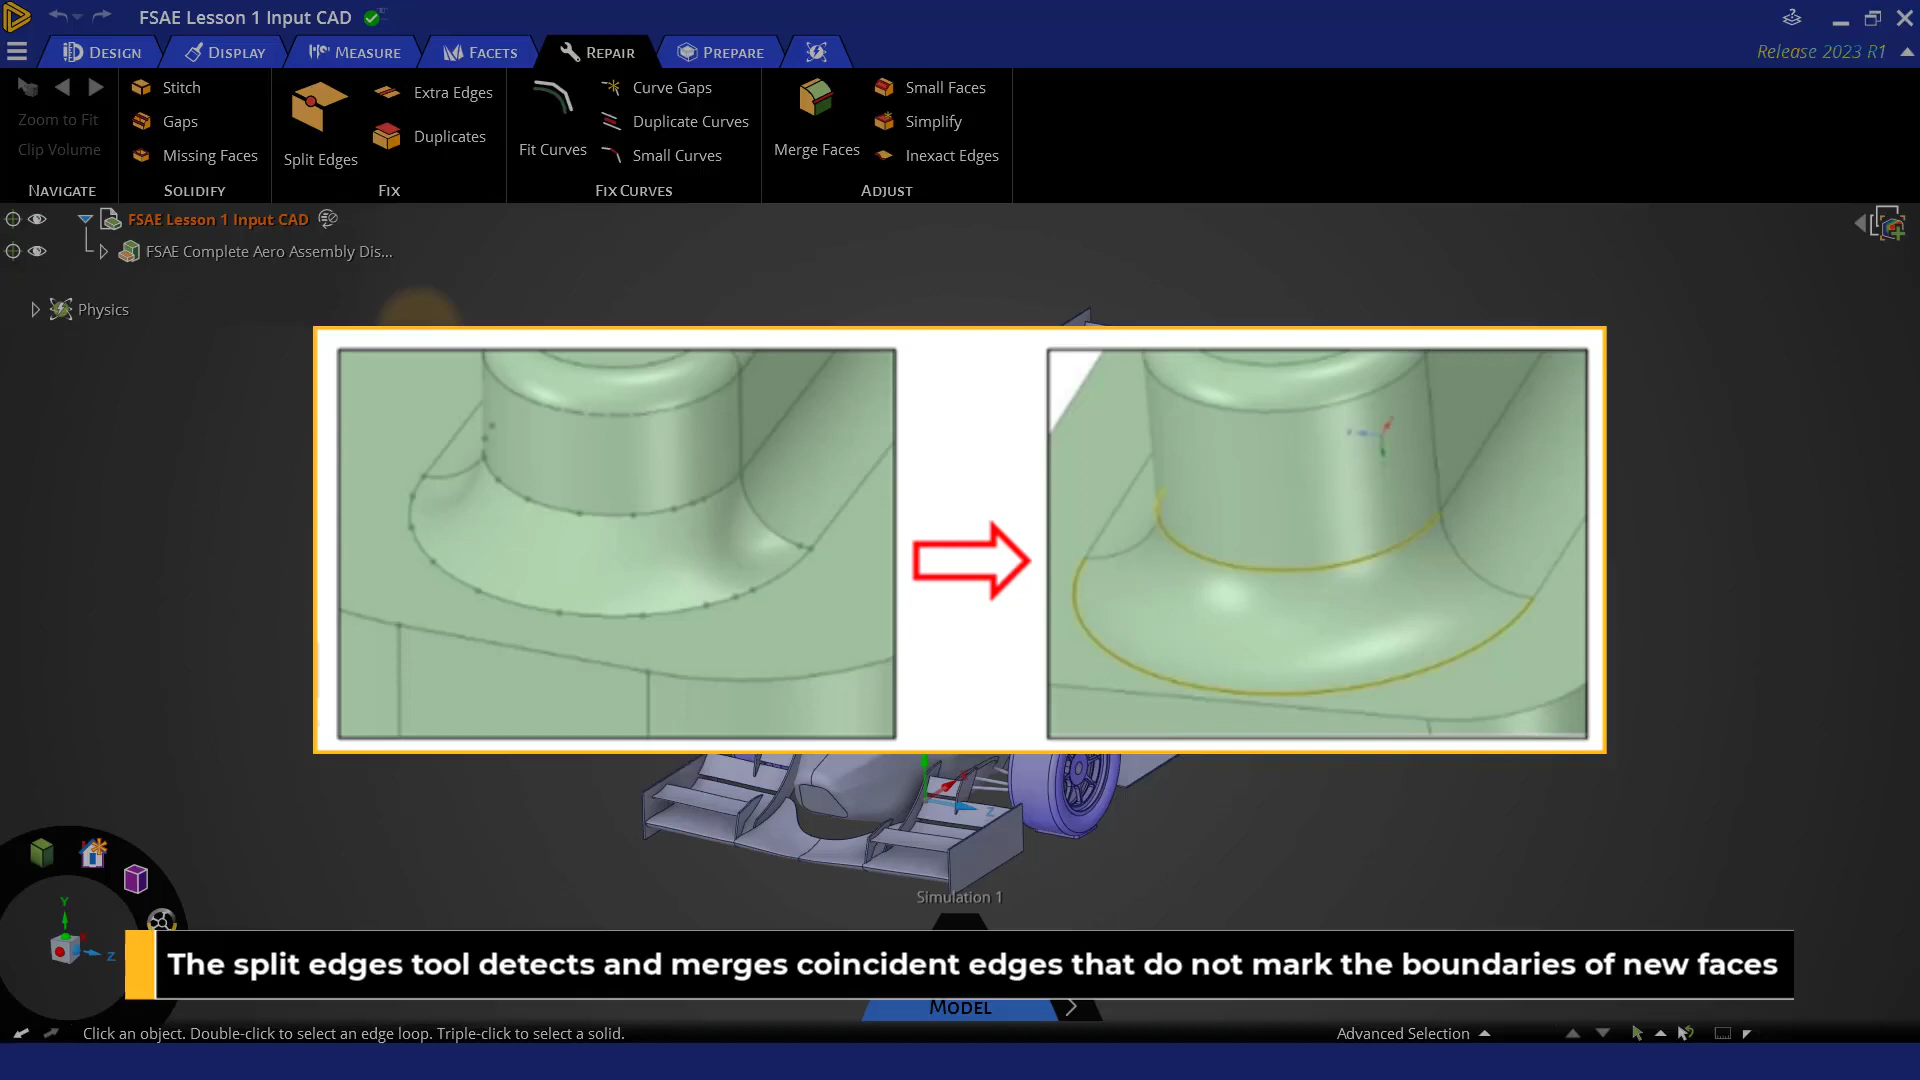 FSAE Lesson 1 Input CAD
DESIGN
DISPLAY
MEASURE
FACETS
REPAIR
PREPARE
Release 2023 R1
Zoom to Fit
Clip Volume
NAVIGATE
Stitch
Gaps
Missing Faces
SOLIDIFY
Split Edges
Extra Edges
Duplicates
FIX
Fit Curves
Curve Gaps
Duplicate Curves
Small Curves
FIX CURVES
Merge Faces
Small Faces
Simplify
Inexact Edges
ADJUST
FSAE Lesson 1 Input CAD
FSAE Complete Aero Assembly Dis...
Physics
Z
Simulation 1
Y
Z
The split edges tool detects and merges coincident edges that do not mark the boundaries of new faces
MODEL
Click an object. Double-click to select an edge loop. Triple-click to select a solid.
Advanced Selection